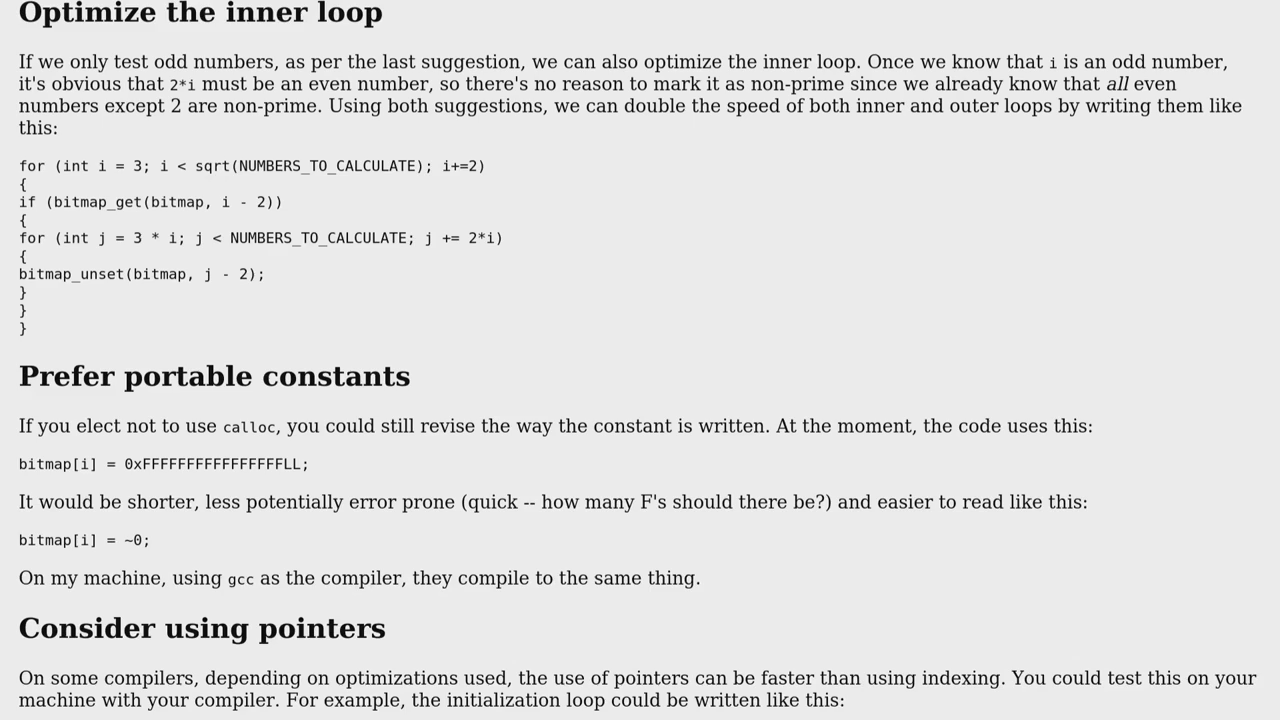 Optimize the inner loop
If we only test odd numbers, as per the last suggestion, we can also optimize the inner loop. Once we know that i is an odd number,
it's obvious that 2*i must be an even number, so there's no reason to mark it as non-prime since we already know that all even
numbers except 2 are non-prime. Using both suggestions, we can double the speed of both inner and outer loops by writing them like
this:
for (int i = 3; i < sqrt(NUMBERS_TO_CALCULATE); i+=2)
{
if (bitmap_get(bitmap, i - 2))
{
for (int j = 3 * i; j < NUMBERS_TO_CALCULATE; j += 2*i)
{
bitmap_unset(bitmap, j - 2);
}
}
}
Prefer portable constants
If you elect not to use calloc, you could still revise the way the constant is written. At the moment, the code uses this:
bitmap[i] = 0xFFFFFFFFFFFFFFFFLL;
It would be shorter, less potentially error prone (quick -- how many F's should there be?) and easier to read like this:
bitmap[i] = ~0;
On my machine, using gcc as the compiler, they compile to the same thing.
Consider using pointers
On some compilers, depending on optimizations used, the use of pointers can be faster than using indexing. You could test this on your
machine with your compiler. For example, the initialization loop could be written like this: